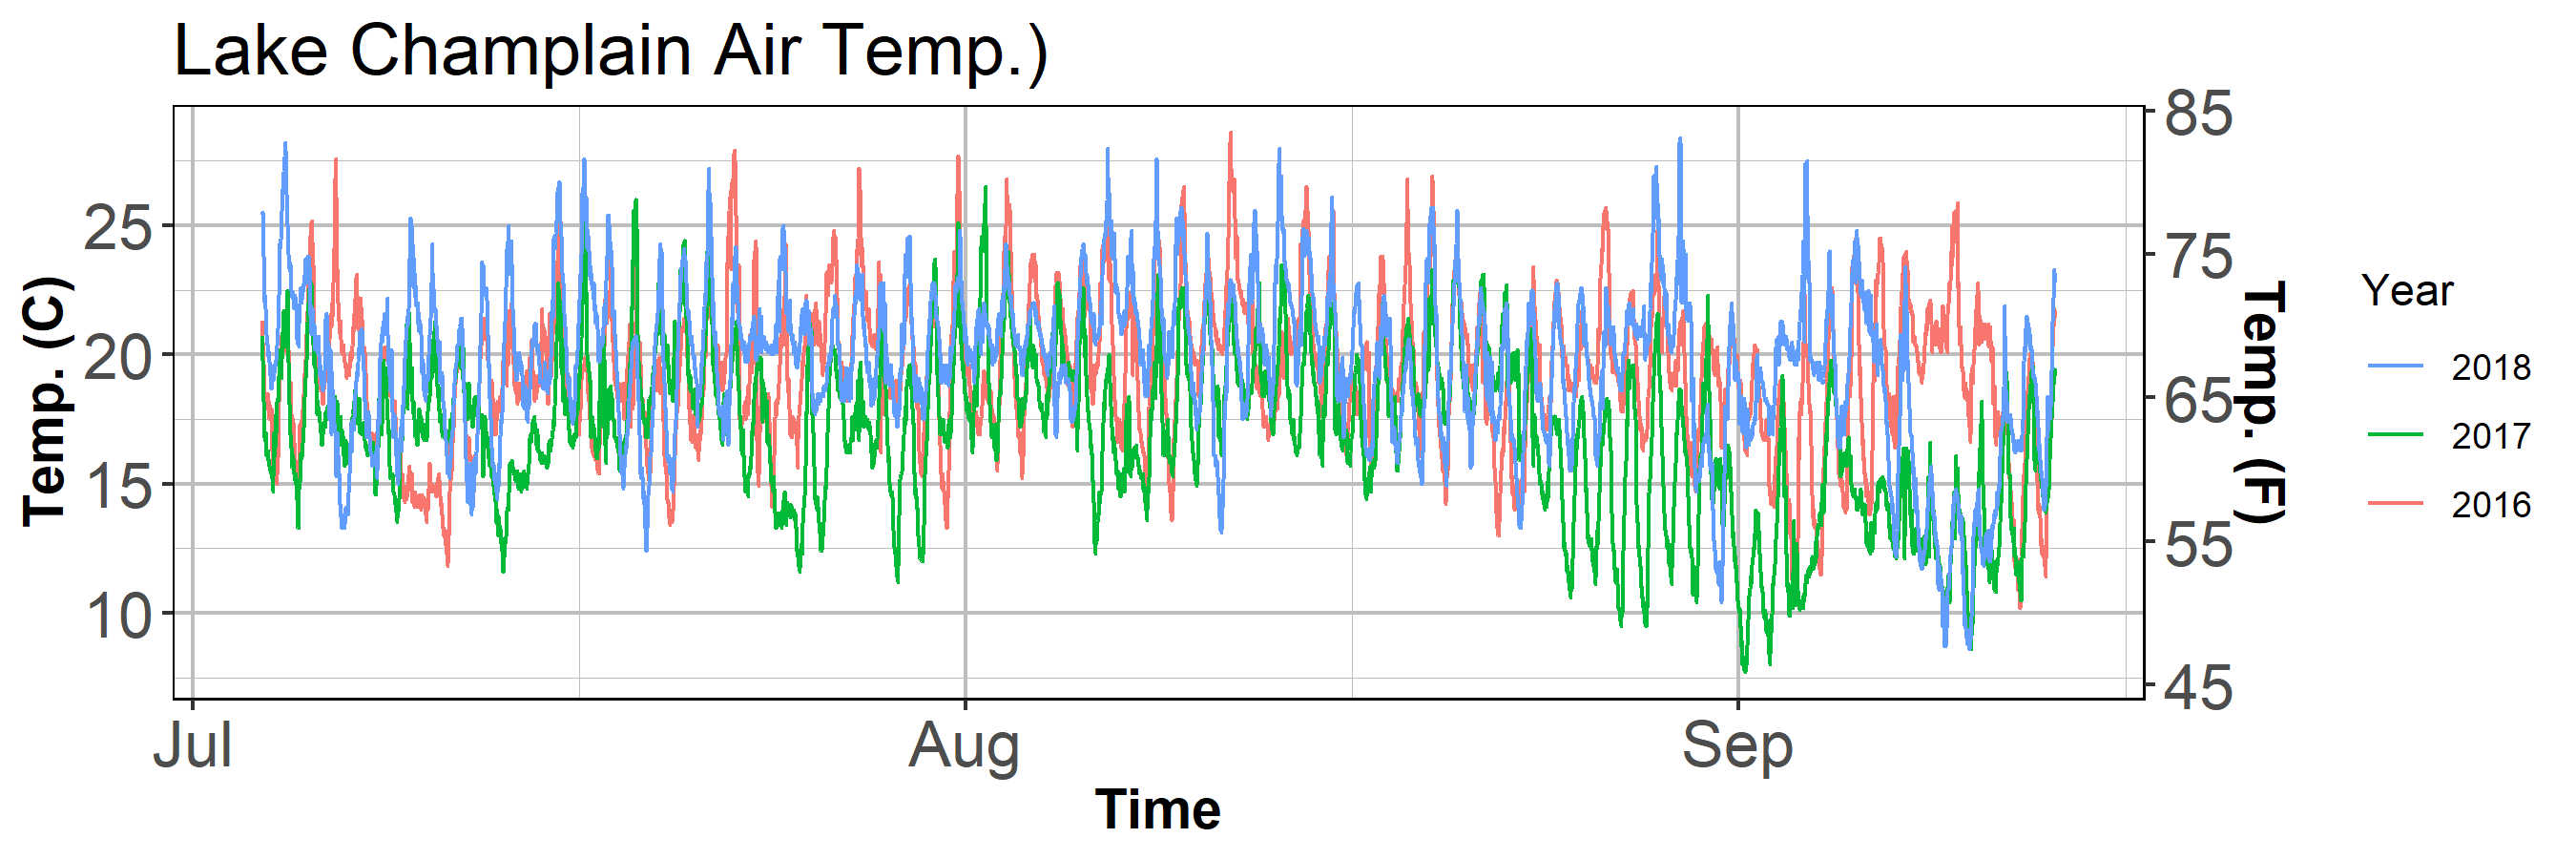 Lake Champlain Air Temp.)
Temp. (C)
25
20
15
10
85
75
65
55
45
Temp. (F)
Jul
Aug
Sep
Time
Year
2018
2017
2016